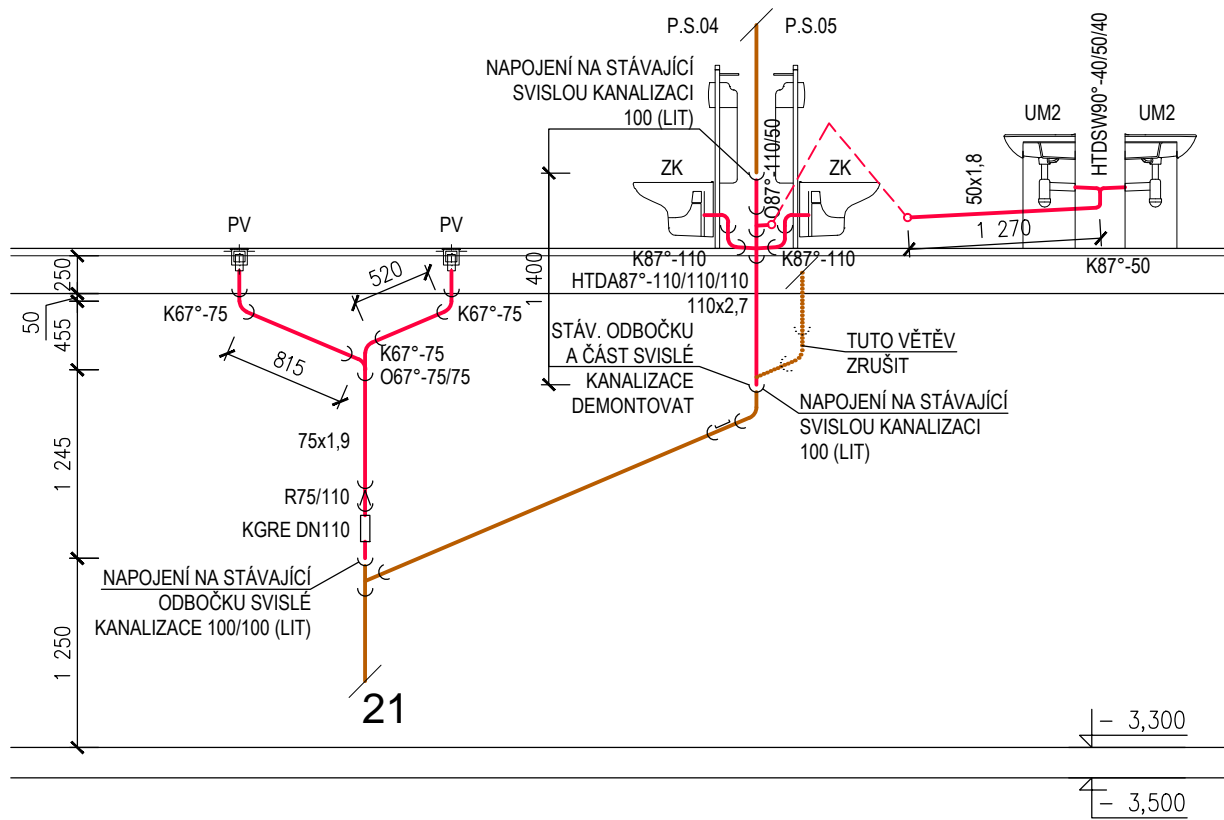 P.S.04
P.S.05
NAPOJENÍ NA STÁVAJÍCÍ
SVISLOU KANALIZACI
100 (LIT)
ZK
ZK
O87°-110/50
50x1,8
UM2
HTDSW90°-40/50/40
UM2
1 270
K87°-50
PV
PV
520
K67°-75
K67°-75
815
K67°-75
O67°-75/75
250
50
455
1 245
1 250
1 400
K87°-110
K87°-110
HTDA87°-110/110/110
110x2,7
STÁV. ODBOČKU
A ČÁST SVISLÉ
KANALIZACE
DEMONTOVAT
TUTO VĚTĚV
ZRUŠIT
NAPOJENÍ NA STÁVAJÍCÍ
SVISLOU KANALIZACI
100 (LIT)
75x1,9
R75/110
KGRE DN110
NAPOJENÍ NA STÁVAJÍCÍ
ODBOČKU SVISLÉ
KANALIZACE 100/100 (LIT)
21
- 3,300
- 3,500